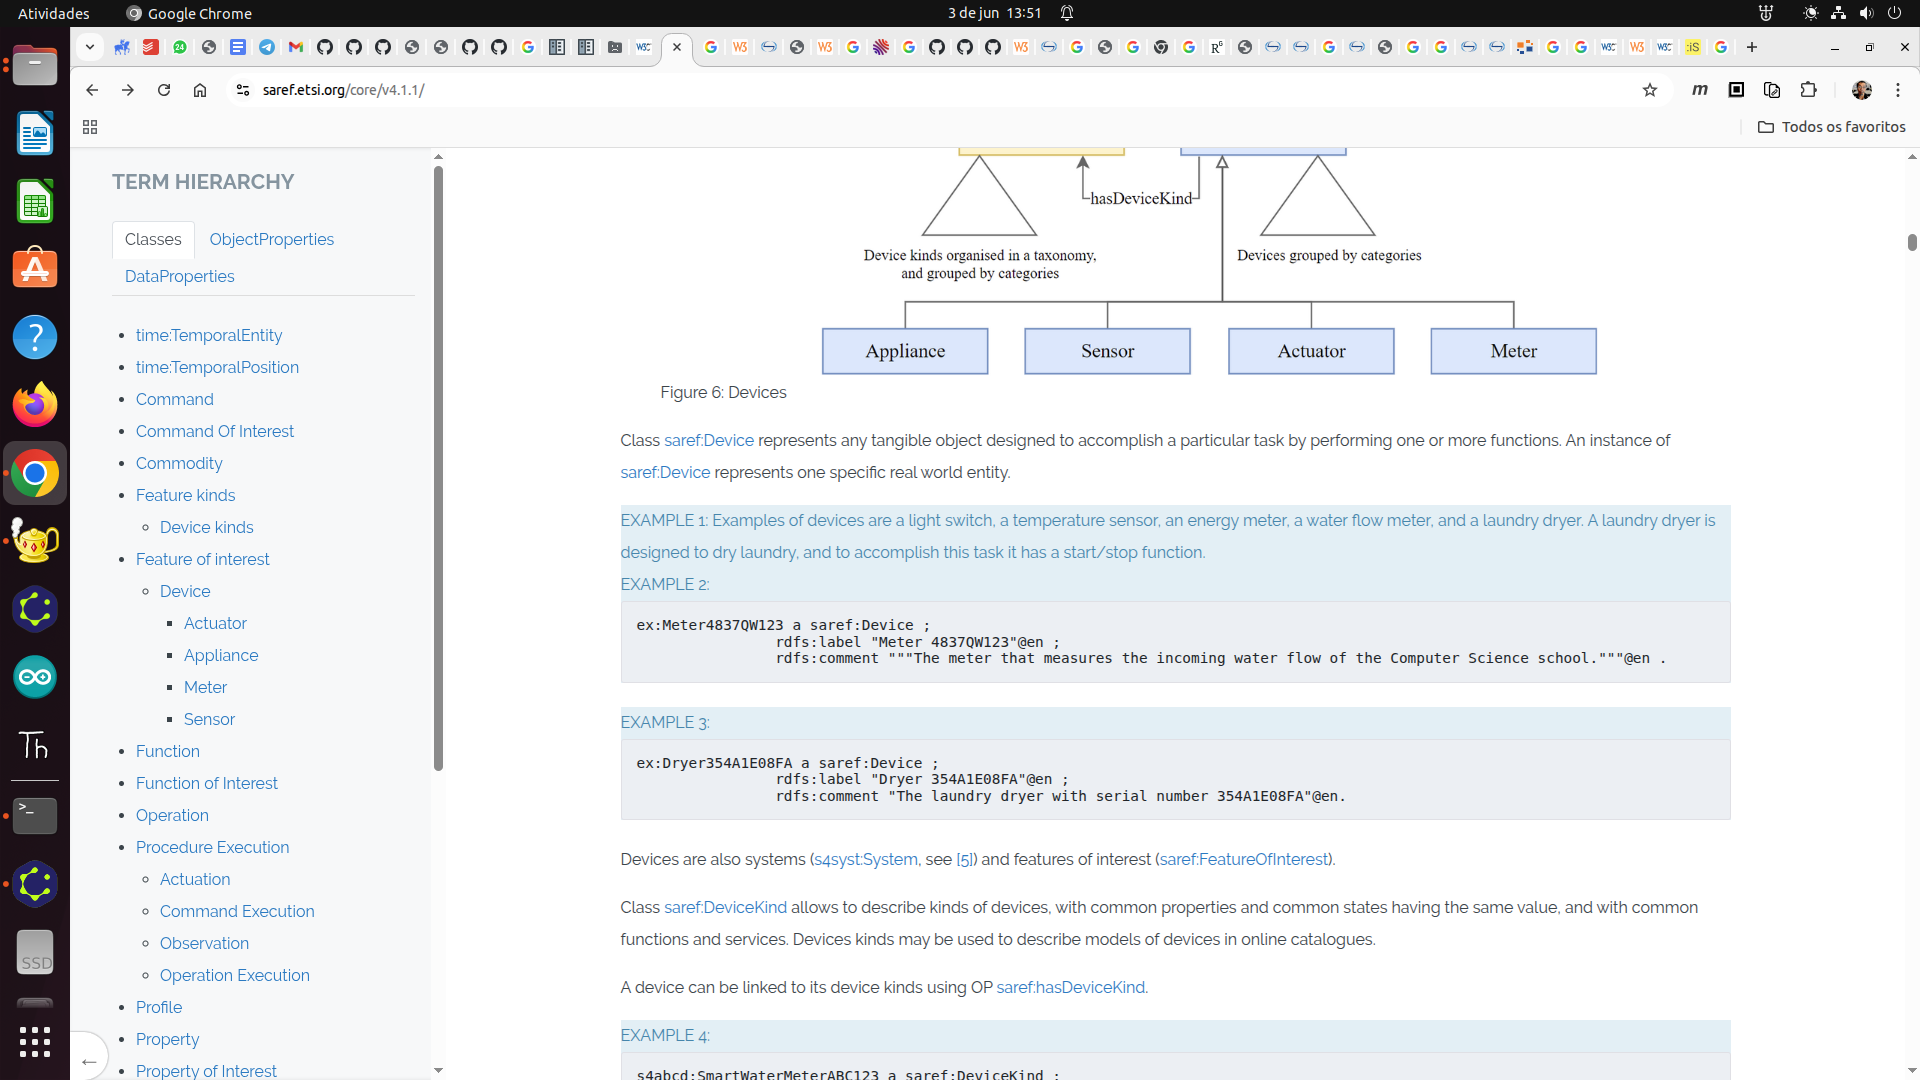 Atividades
Google Chrome
3 de jun 13:51
saref.etsi.org/core/v4.1.1/
Todos os favoritos
TERM HIERARCHY
Classes
ObjectProperties
DataProperties
time:TemporalEntity
time:TemporalPosition
Command
Command Of Interest
Commodity
Feature kinds
Device kinds
Feature of interest
Device
Actuator
Appliance
Meter
Sensor
Function
Function of Interest
Operation
Procedure Execution
Actuation
Command Execution
Observation
Operation Execution
Profile
Property
Property of Interest
hasDeviceKind
Device kinds organised in a taxonomy,
and grouped by categories
Devices grouped by categories
Appliance
Sensor
Actuator
Meter
Figure 6: Devices
Class saref:Device represents any tangible object designed to accomplish a particular task by performing one or more functions. An instance of
saref:Device represents one specific real world entity.
EXAMPLE 1: Examples of devices are a light switch, a temperature sensor, an energy meter, a water flow meter, and a laundry dryer. A laundry dryer is
designed to dry laundry, and to accomplish this task it has a start/stop function.
EXAMPLE 2:
ex:Meter4837QW123 a saref:Device ;
rdfs:label "Meter 4837QW123"@en ;
rdfs:comment """The meter that measures the incoming water flow of the Computer Science school."""@en .
EXAMPLE 3:
ex:Dryer354A1E08FA a saref:Device ;
rdfs:label "Dryer 354A1E08FA"@en ;
rdfs:comment "The laundry dryer with serial number 354A1E08FA"@en.
Devices are also systems (s4syst:System, see [5]) and features of interest (saref:FeatureOfInterest).
Class saref:DeviceKind allows to describe kinds of devices, with common properties and common states having the same value, and with common
functions and services. Devices kinds may be used to describe models of devices in online catalogues.
A device can be linked to its device kinds using OP saref:hasDeviceKind.
EXAMPLE 4:
s4abcd:SmartWaterMeterABC123 a saref:DeviceKind ;
Th
SSD